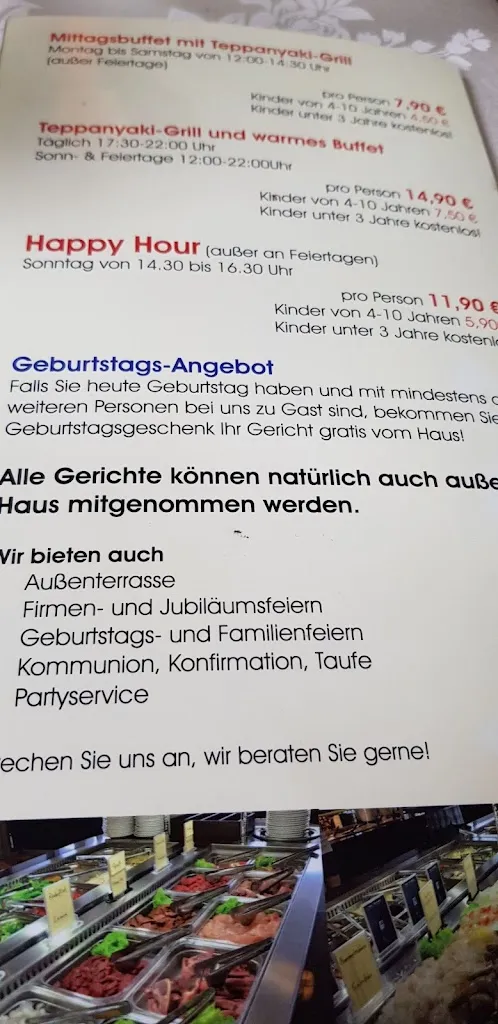 Mittagsbuffet mit Teppanyaki-Grill
Montag bis Samstag von 12:00-14:30 Uhr
(außer Feiertage)
pro Person 7,90 €
Kinder von 4-10 Jahren 4,50 €
Kinder unter 3 Jahre kostenlos!
Teppanyaki-Grill und warmes Buffet
Täglich 17:30-22:00 Uhr
Sonn- & Feiertage 12:00-22:00Uhr
pro Person 14,90 €
Kinder von 4-10 Jahren 7,50 €
Kinder unter 3 Jahre kostenlos!
Happy Hour (außer an Feiertagen)
Sonntag von 14.30 bis 16.30 Uhr
pro Person 11,90 €
Kinder von 4-10 Jahren 5,90
Kinder unter 3 Jahre kostenl
Geburtstags-Angebot
Falls Sie heute Geburtstag haben und mit mindestens
weiteren Personen bei uns zu Gast sind, bekommen Sie
Geburtstagsgeschenk Ihr Gericht gratis vom Haus!
Alle Gerichte können natürlich auch auße
Haus mitgenommen werden.
Wir bieten auch
Außenterrasse
Firmen- und Jubiläumsfeiern
Geburtstags- und Familienfeiern
Kommunion, Konfirmation, Taufe
Partyservice
rechen Sie uns an, wir beraten Sie gerne!